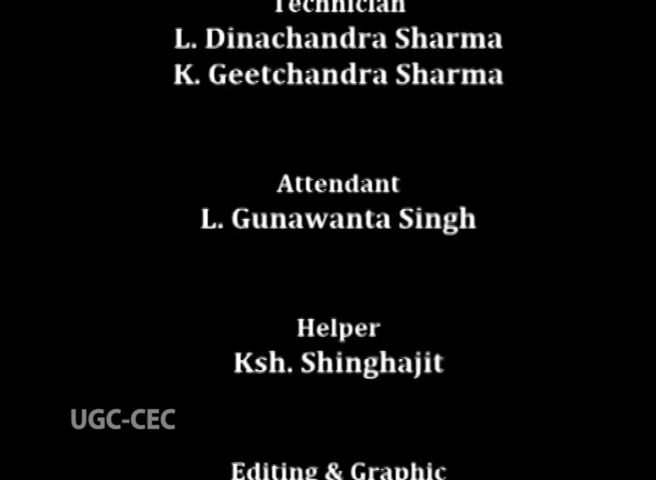 Technician
L. Dinachandra Sharma
K. Geetchandra Sharma
Attendant
L. Gunawanta Singh
Helper
Ksh. Shinghajit
UGC-CEC
Editing & Graphic